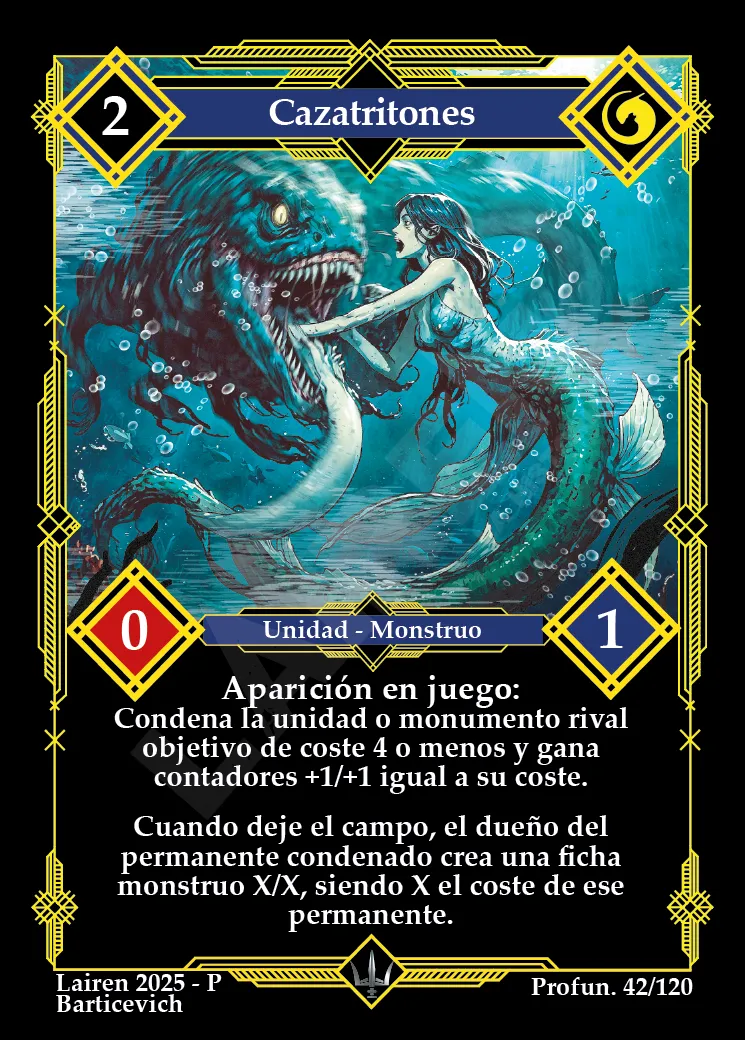 2
Cazatritones
0
Unidad - Monstruo
1
Aparición en juego:
Condena la unidad o monumento rival
objetivo de coste 4 o menos y gana
contadores +1/+1 igual a su coste.
Cuando deje el campo, el dueño del
permanente condenado crea una ficha
monstruo X/X, siendo X el coste de ese
permanente.
Lairen 2025 - P
Barticevich
Profun. 42/120